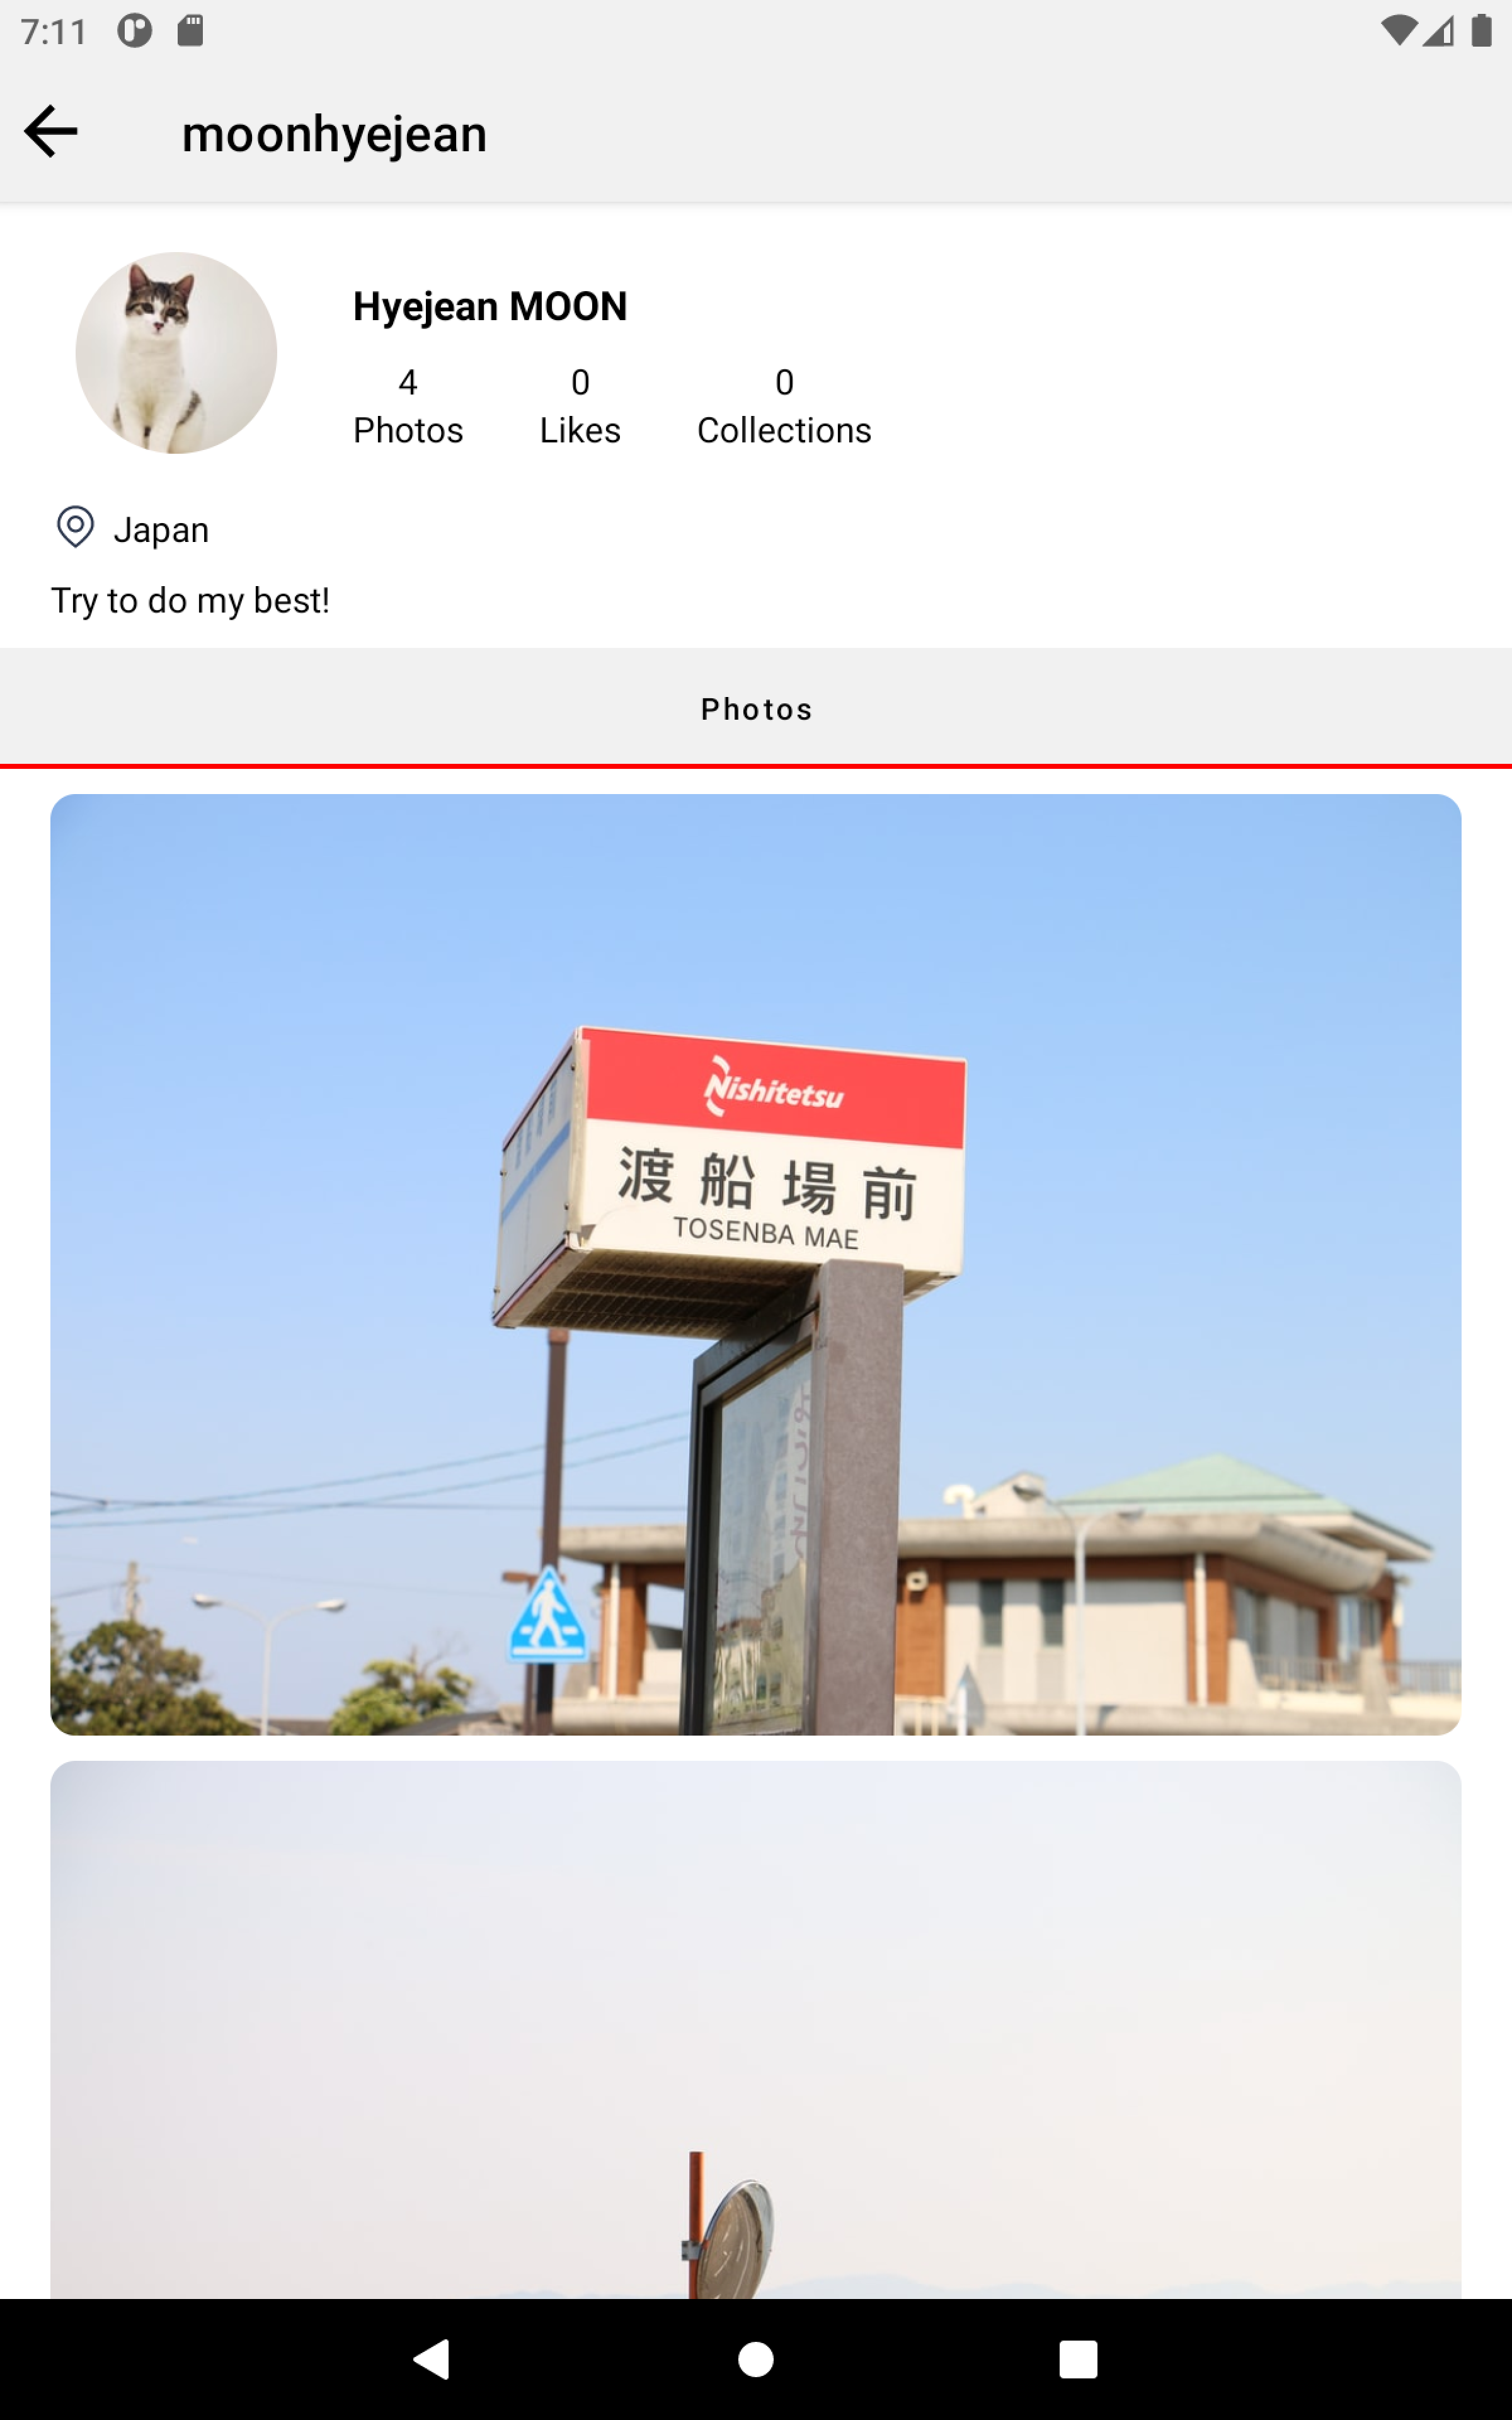 7:11
moonhyejean
Hyejean MOON
4
Photos
0
Likes
0
Collections
Japan
Try to do my best!
Photos
Nishitetsu
渡船場前
TOSENBA MAE